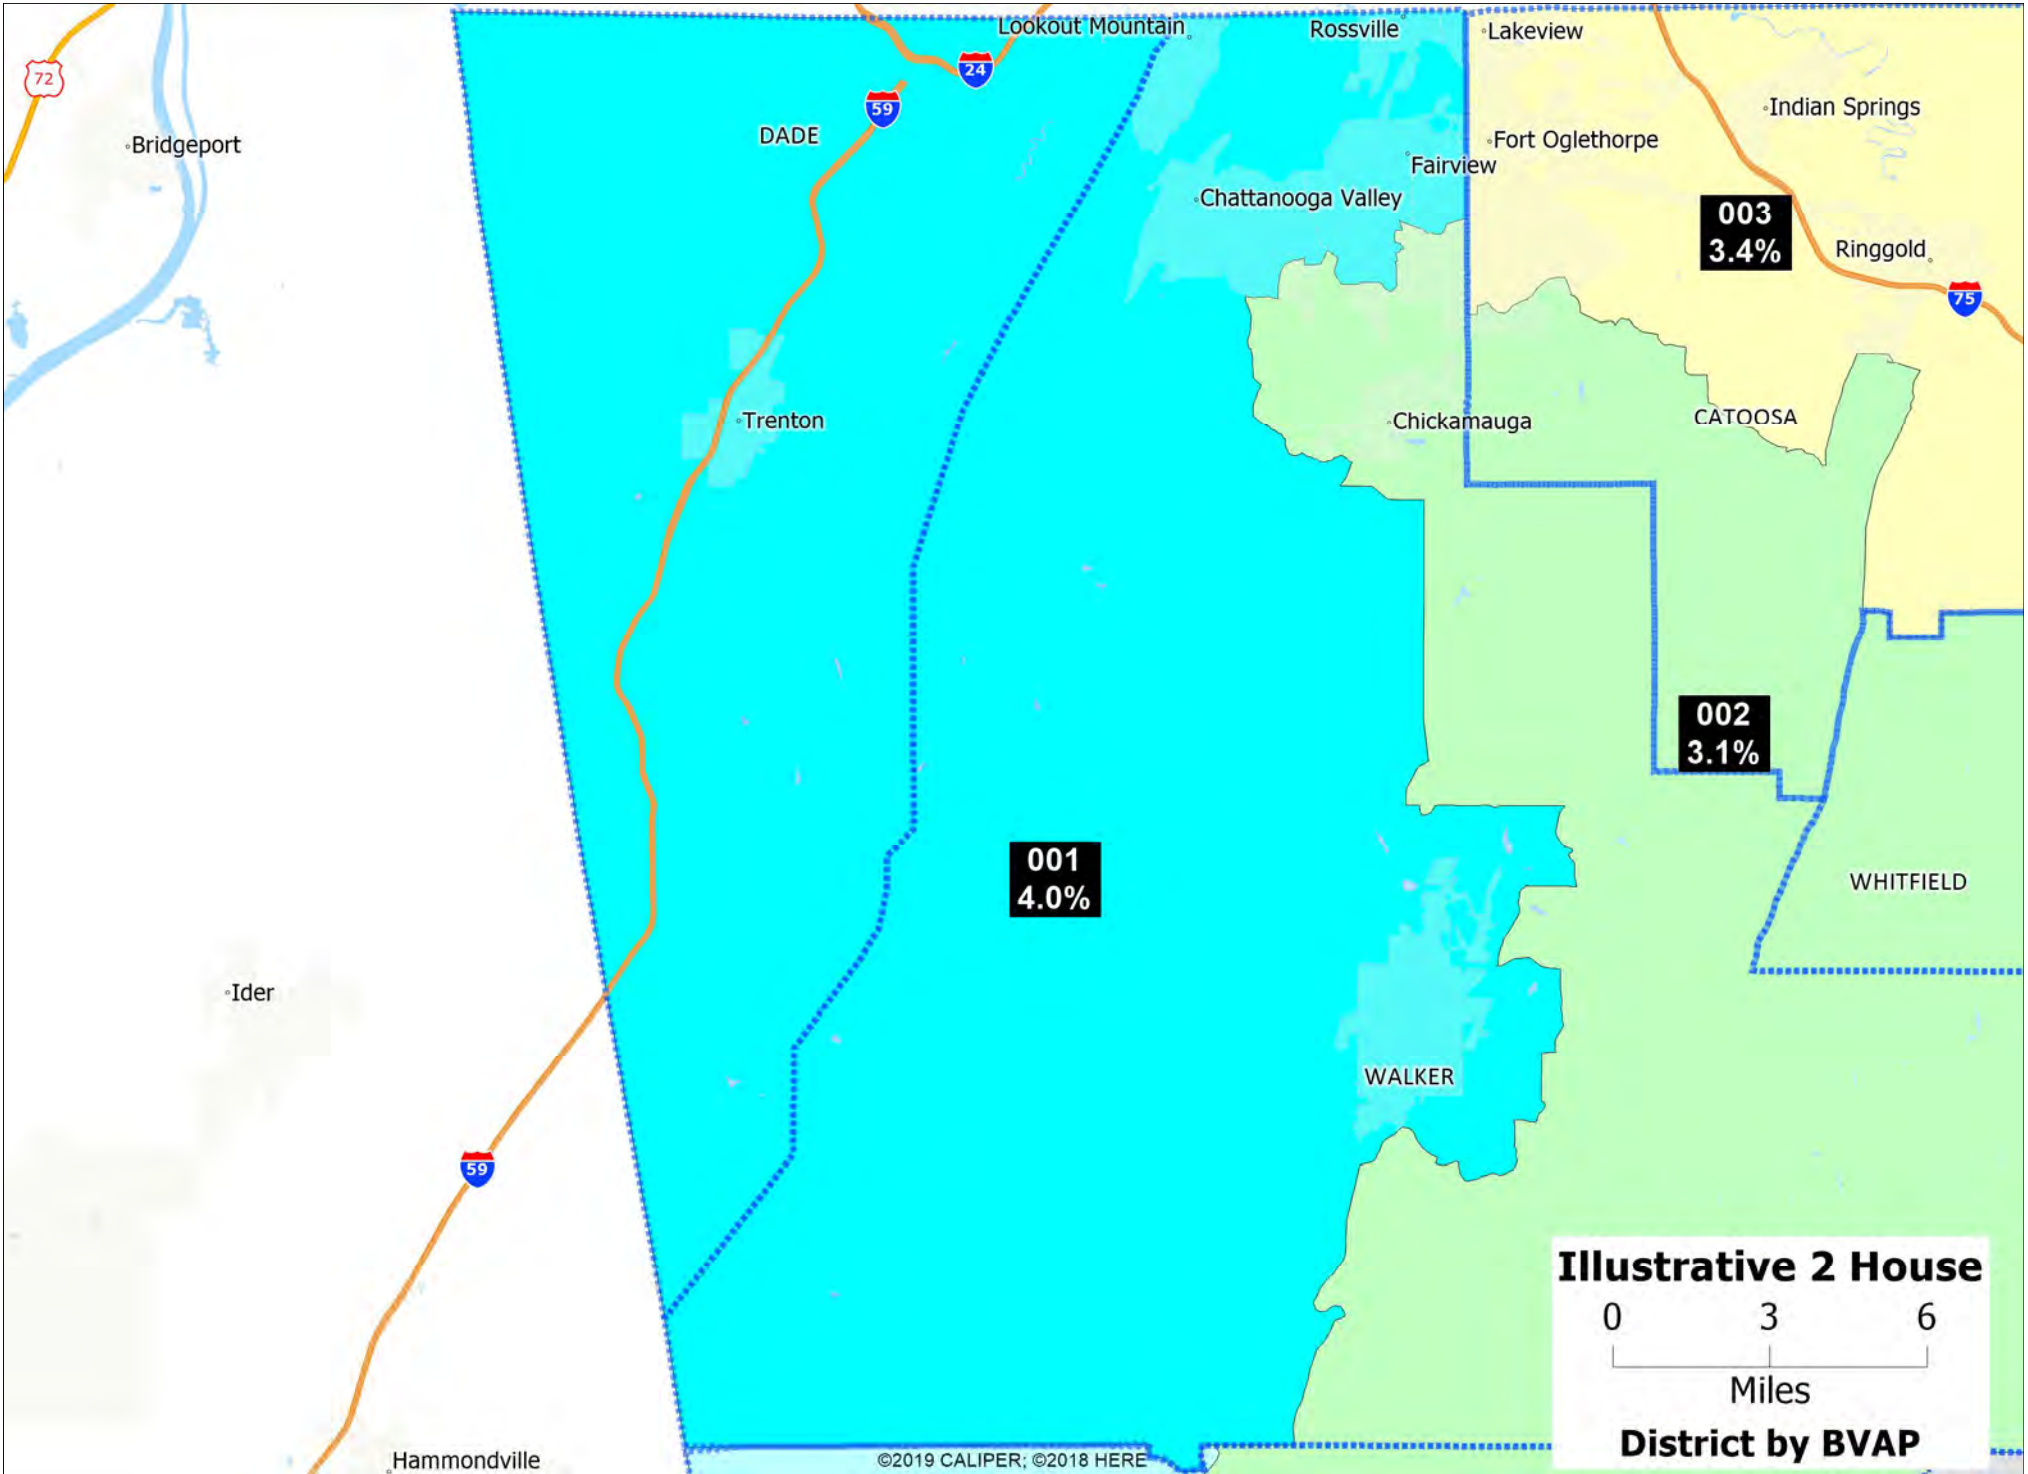 Lookout Mountain
Rossville
Lakeview
72
24
59
Indian Springs
DADE
Bridgeport
Fort Oglethorpe
Fairview
Chattanooga Valley
003
3.4%
Ringgold
75
Trenton
Chickamauga
CATOOSA
002
3.1%
001
4.0%
WHITFIELD
Ider
WALKER
59
Illustrative 2 House
0 3 6
Miles
District by BVAP
Hammondville
©2019 CALIPER; ©2018 HERE